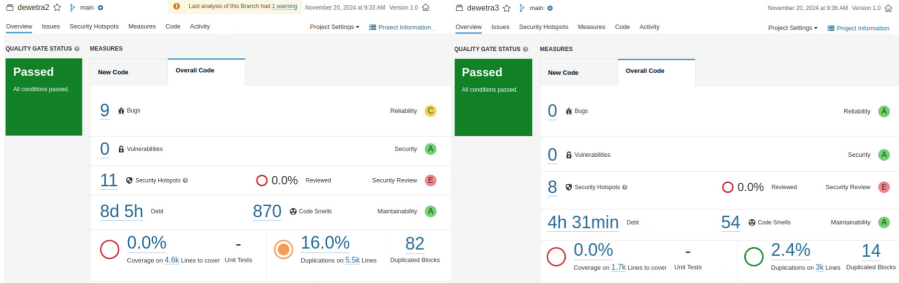 dewetra2 main Last analysis of this Branch had 1 warning November 20, 2024 at 9:33 AM Version 1.0
Overview Issues Security Hotspots Measures Code Activity Project Settings Project Information
QUALITY GATE STATUS MEASURES
Passed
All conditions passed.
New Code Overall Code
9 Bugs Reliability C
0 Vulnerabilities Security A
11 Security Hotspots 0.0% Reviewed Security Review E
8d 5h Debt 870 Code Smells Maintainability A
0.0% - 16.0% 82
Coverage on 4.6k Lines to cover Unit Tests Duplications on 5.5k Lines Duplicated Blocks
dewetra3 main November 20, 2024 at 9:36 AM Version 1.0
Overview Issues Security Hotspots Measures Code Activity Project Settings Project Information
QUALITY GATE STATUS MEASURES
Passed
All conditions passed.
New Code Overall Code
0 Bugs Reliability A
0 Vulnerabilities Security A
8 Security Hotspots 0.0% Reviewed Security Review E
4h 31min Debt 54 Code Smells Maintainability A
0.0% - 2.4% 14
Coverage on 1.7k Lines to cover Unit Tests Duplications on 3k Lines Duplicated Blocks